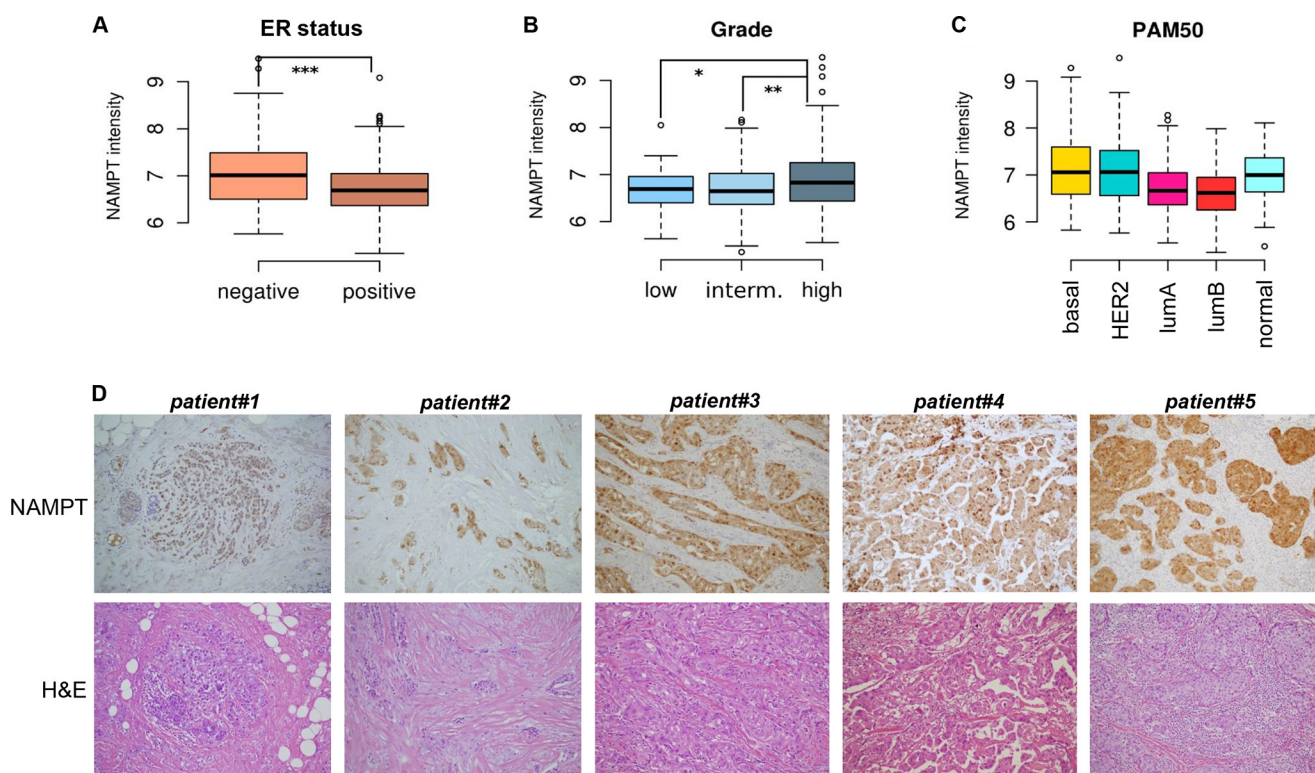 A
ER status
NAMPT intensity
9
8
7
6
***
negative
positive
B
Grade
NAMPT intensity
9
8
7
6
*
**
low
interm.
high
C
PAM50
NAMPT intensity
9
8
7
6
basal
HER2
lumA
lumB
normal
D
patient#1 patient#2 patient#3 patient#4 patient#5
NAMPT
H&E